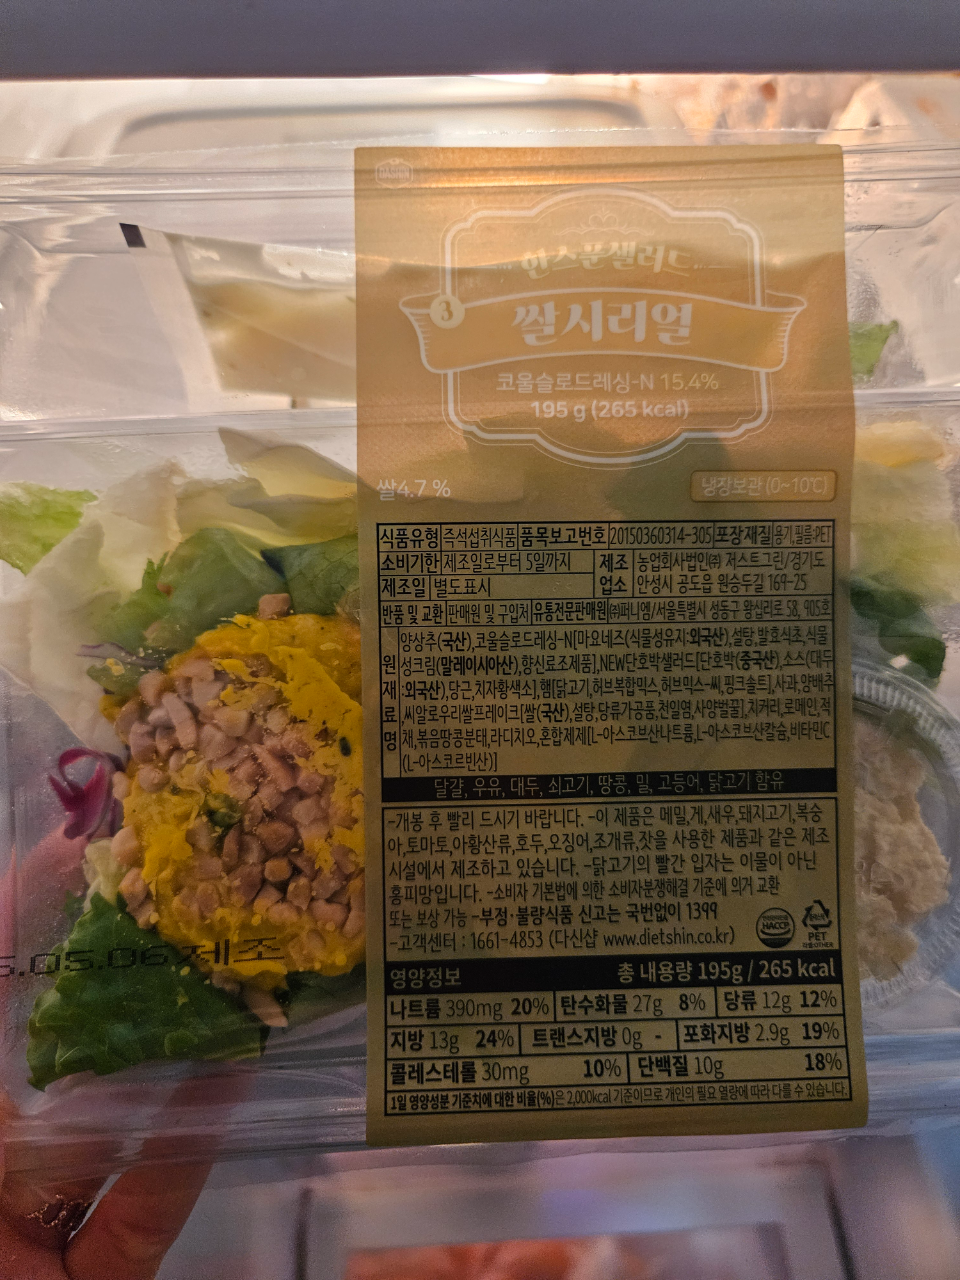 DASHIN
한스푼샐러드
3
쌀시리얼
코울슬로드레싱-N 15.4%
195 g (265 kcal)
쌀4.7 %
냉장보관 (0~10℃)
식품유형 즉석섭취식품 품목보고번호 20150360314-305 포장재질 용기,필름:PET
소비기한 제조일로부터 5일까지
제조업소 농업회사법인㈜ 저스트그린/경기도 안성시 공도읍 원승두길 169-25
제조일 별도표시
반품 및 교환 판매원 및 구입처 유통전문판매원 ㈜퍼니엠/서울특별시 성동구 왕십리로 58, 905호
원재료명
양상추(국산),코울슬로드레싱-N[마요네즈(식물성유지:외국산),설탕,발효식초,식물
성크림(말레이시아산),향신료조제품],NEW단호박샐러드[단호박(중국산),소스(대두
:외국산),당근,치자황색소],햄[닭고기,허브복합믹스,허브믹스-씨,핑크솔트],사과,양배추
,씨알로우리쌀프레이크[쌀(국산),설탕,당류가공품,천일염,사양벌꿀],치커리,로메인,적
채,볶음땅콩분태,라디치오,혼합제제[L-아스코브산나트륨,L-아스코브산칼슘,비타민C
(L-아스코르빈산)]
달걀, 우유, 대두, 쇠고기, 땅콩, 밀, 고등어, 닭고기 함유
-개봉 후 빨리 드시기 바랍니다. -이 제품은 메밀,게,새우,돼지고기,복숭
아,토마토,아황산류,호두,오징어,조개류,잣을 사용한 제품과 같은 제조
시설에서 제조하고 있습니다. -닭고기의 빨간 입자는 이물이 아닌
홍피망입니다. -소비자 기본법에 의한 소비자분쟁해결 기준에 의거 교환
또는 보상 가능 -부정·불량식품 신고는 국번없이 1399
-고객센터 : 1661-4853 (다신샵 www.dietshin.co.kr)
HACCP
PET
영양정보 총 내용량 195g / 265 kcal
나트륨 390mg 20% 탄수화물 27g 8% 당류 12g 12%
지방 13g 24% 트랜스지방 0g - 포화지방 2.9g 19%
콜레스테롤 30mg 10% 단백질 10g 18%
1일 영양성분 기준치에 대한 비율(%)은 2,000kcal 기준이므로 개인의 필요 열량에 따라 다를 수 있습니다.
5.05.06제조